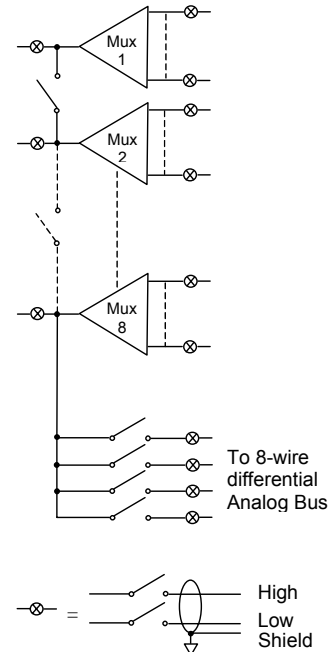 Mux
1
Mux
2
Mux
8
To 8-wire
differential
Analog Bus
=
High
Low
Shield